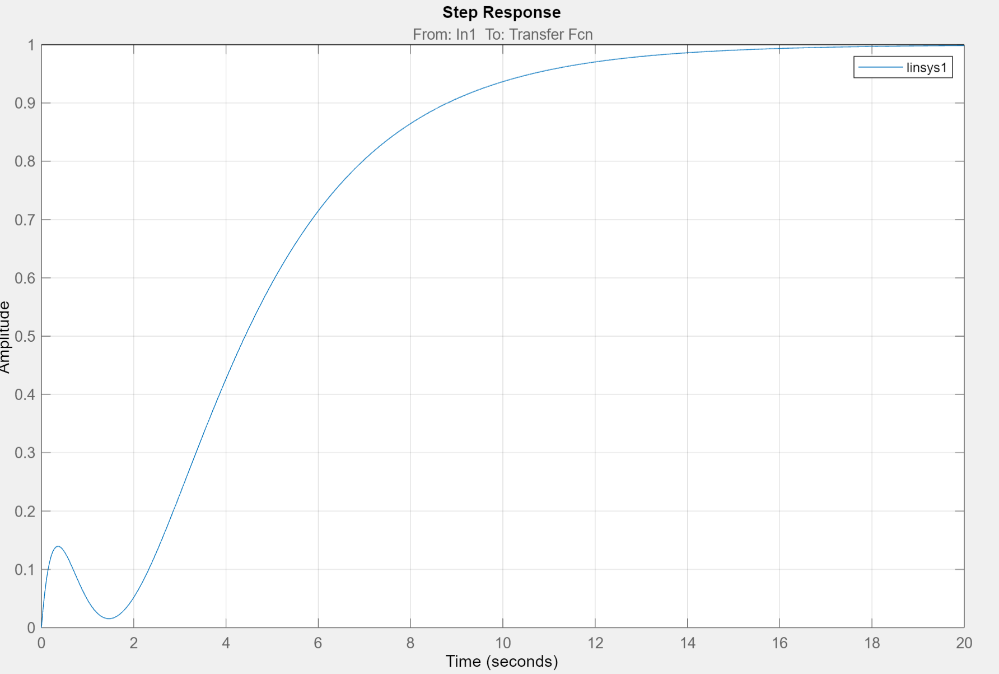 Step Response
From: In1  To: Transfer Fcn
linsys1
Amplitude
1
0.9
0.8
0.7
0.6
0.5
0.4
0.3
0.2
0.1
0
0 2 4 6 8 10 12 14 16 18 20
Time (seconds)